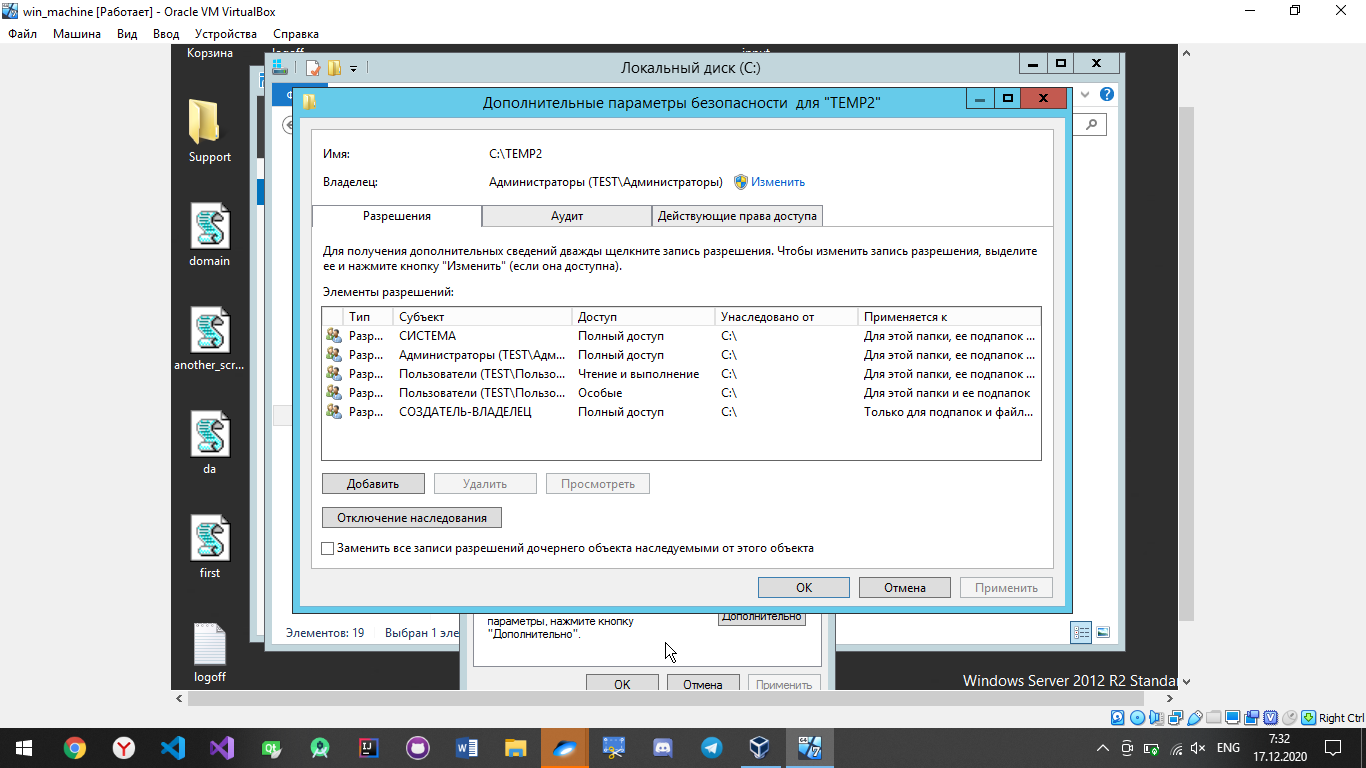 win_machine [Работает] - Oracle VM VirtualBox
Файл Машина Вид Ввод Устройства Справка
Корзина
Локальный диск (C:)
Дополнительные параметры безопасности для "TEMP2"
Имя: C:\TEMP2
Владелец: Администраторы (TEST\Администраторы) Изменить
Разрешения Аудит Действующие права доступа
Для получения дополнительных сведений дважды щелкните запись разрешения. Чтобы изменить запись разрешения, выделите
ее и нажмите кнопку "Изменить" (если она доступна).
Элементы разрешений:
Тип Субъект Доступ Унаследовано от Применяется к
Разр... СИСТЕМА Полный доступ C:\ Для этой папки, ее подпапок ...
Разр... Администраторы (TEST\Адм... Полный доступ C:\ Для этой папки, ее подпапок ...
Разр... Пользователи (TEST\Пользо... Чтение и выполнение C:\ Для этой папки, ее подпапок ...
Разр... Пользователи (TEST\Пользо... Особые C:\ Для этой папки и ее подпапок
Разр... СОЗДАТЕЛЬ-ВЛАДЕЛЕЦ Полный доступ C:\ Только для подпапок и файл...
Добавить Удалить Просмотреть
Отключение наследования
Заменить все записи разрешений дочернего объекта наследуемыми от этого объекта
OK Отмена Применить
Support
domain
another_scr...
da
first
logoff
Элементов: 19 Выбран 1 эле
параметры, нажмите кнопку
"Дополнительно".
Дополнительно
OK Отмена Применить
Windows Server 2012 R2 Standa
Right Ctrl
ENG
7:32
17.12.2020